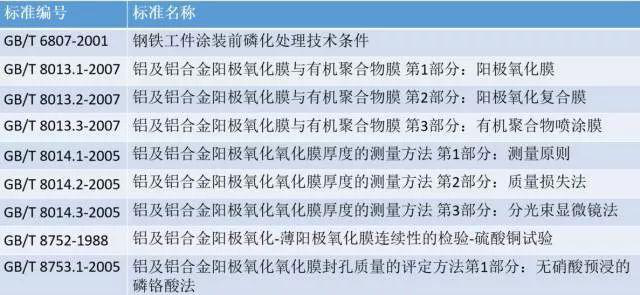 标准编号 标准名称
GB/T 6807-2001 钢铁工件涂装前磷化处理技术条件
GB/T 8013.1-2007 铝及铝合金阳极氧化膜与有机聚合物膜 第1部分：阳极氧化膜
GB/T 8013.2-2007 铝及铝合金阳极氧化膜与有机聚合物膜 第2部分：阳极氧化复合膜
GB/T 8013.3-2007 铝及铝合金阳极氧化膜与有机聚合物膜 第3部分：有机聚合物喷涂膜
GB/T 8014.1-2005 铝及铝合金阳极氧化氧化膜厚度的测量方法 第1部分：测量原则
GB/T 8014.2-2005 铝及铝合金阳极氧化氧化膜厚度的测量方法 第2部分：质量损失法
GB/T 8014.3-2005 铝及铝合金阳极氧化氧化膜厚度的测量方法 第3部分：分光束显微镜法
GB/T 8752-1988 铝及铝合金阳极氧化-薄阳极氧化膜连续性的检验-硫酸铜试验
GB/T 8753.1-2005 铝及铝合金阳极氧化氧化膜封孔质量的评定方法第1部分：无硝酸预浸的
磷铬酸法